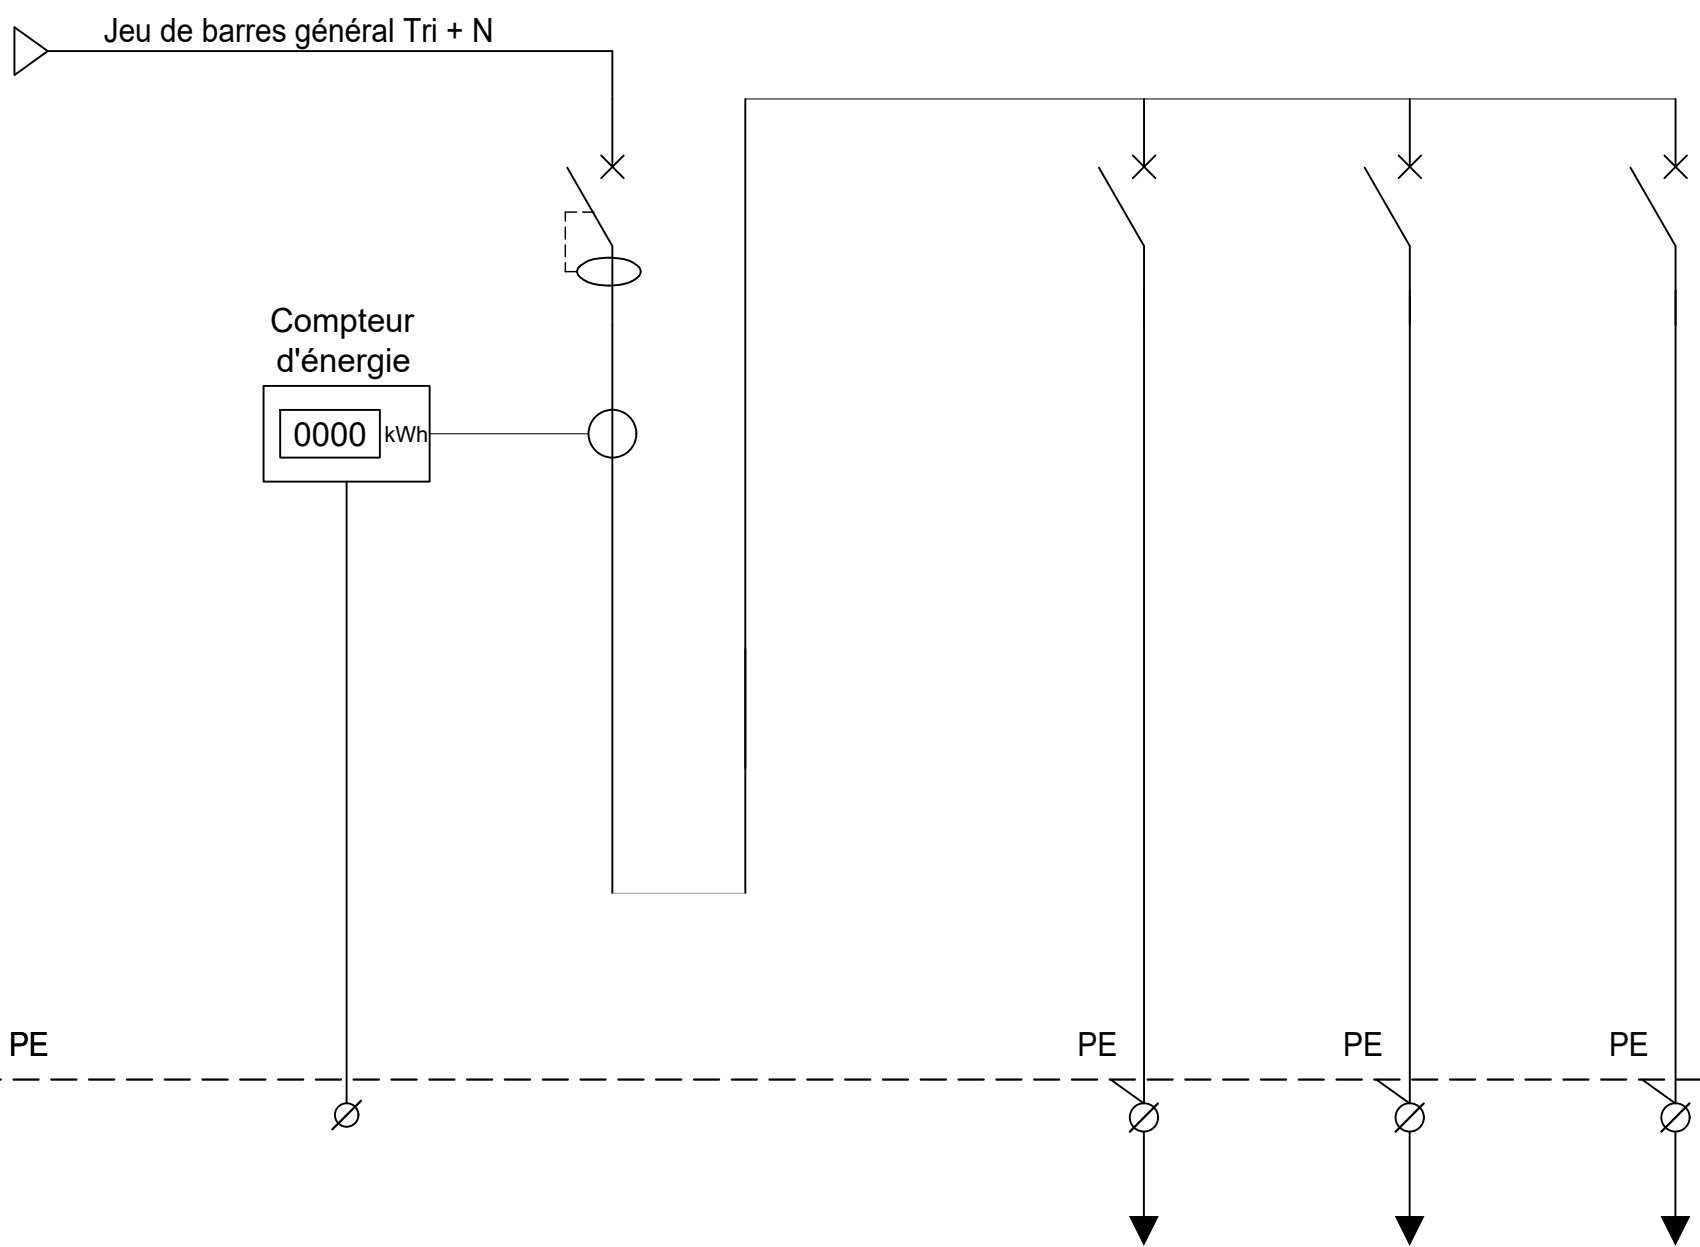 Jeu de barres général Tri + N
Compteur
d'énergie
0000 kWh
PE
PE
PE
PE